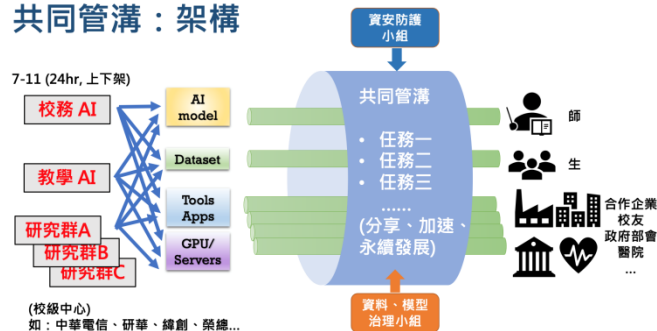 共同管溝：架構
資安防護
小組
7-11 (24hr, 上下架)
校務 AI
教學 AI
研究群A
研究群B
研究群C
(校級中心)
如：中華電信、研華、緯創、榮總...
AI
model
Dataset
Tools
Apps
GPU/
Servers
共同管溝
• 任務一
• 任務二
• 任務三
......
(分享、加速、
永續發展)
資料、模型
治理小組
師
生
合作企業
校友
政府部會
醫院
...